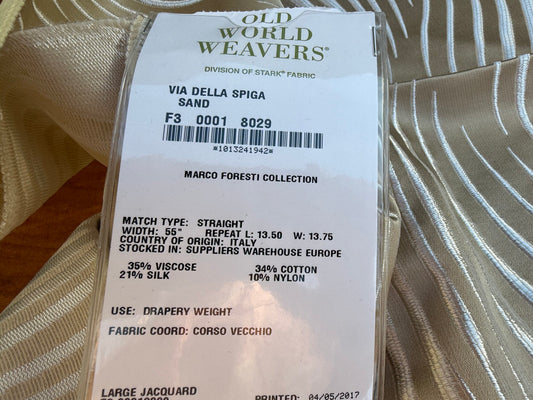 OLD
WORLD
WEAVERS®
DIVISION OF STARK® FABRIC
VIA DELLA SPIGA
SAND
F3 0001 8029
*1013241942*
MARCO FORESTI COLLECTION
MATCH TYPE: STRAIGHT
WIDTH: 55" REPEAT L: 13.50 W: 13.75
COUNTRY OF ORIGIN: ITALY
STOCKED IN: SUPPLIERS WAREHOUSE EUROPE
35% VISCOSE 34% COTTON
21% SILK 10% NYLON
USE: DRAPERY WEIGHT
FABRIC COORD: CORSO VECCHIO
LARGE JACQUARD
PRINTED: 04/05/2017